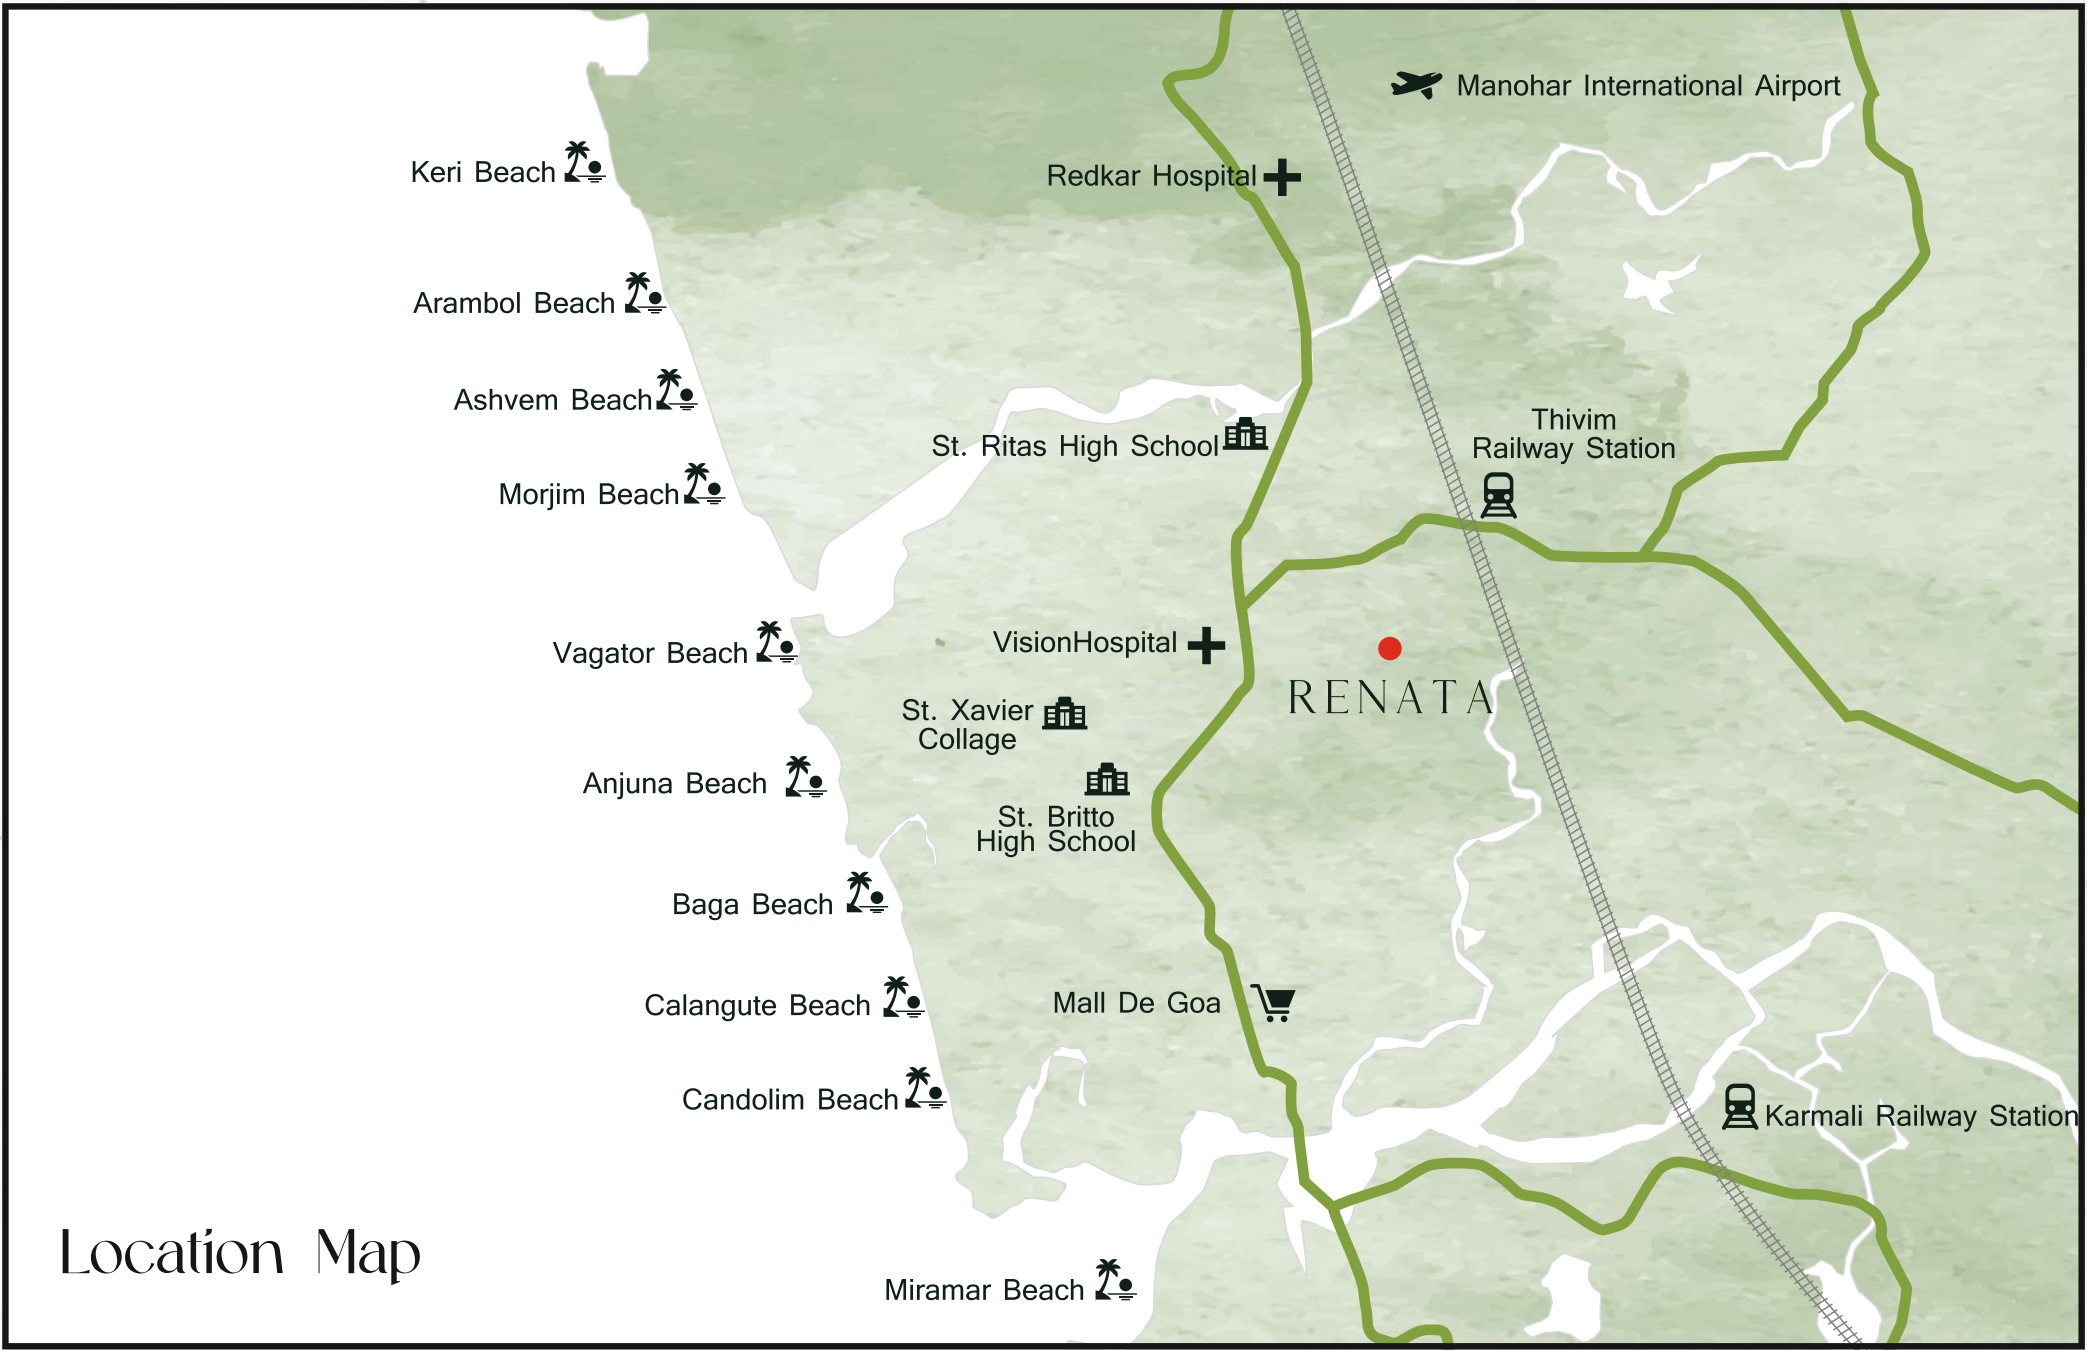 Manohar International Airport
Keri Beach
Redkar Hospital
Arambol Beach
Ashvem Beach
Thivim
Railway Station
St. Ritas High School
Morjim Beach
VisionHospital
Vagator Beach
RENATA
St. Xavier
Collage
Anjuna Beach
St. Britto
High School
Baga Beach
Calangute Beach
Mall De Goa
Candolim Beach
Karmali Railway Station
Location Map
Miramar Beach